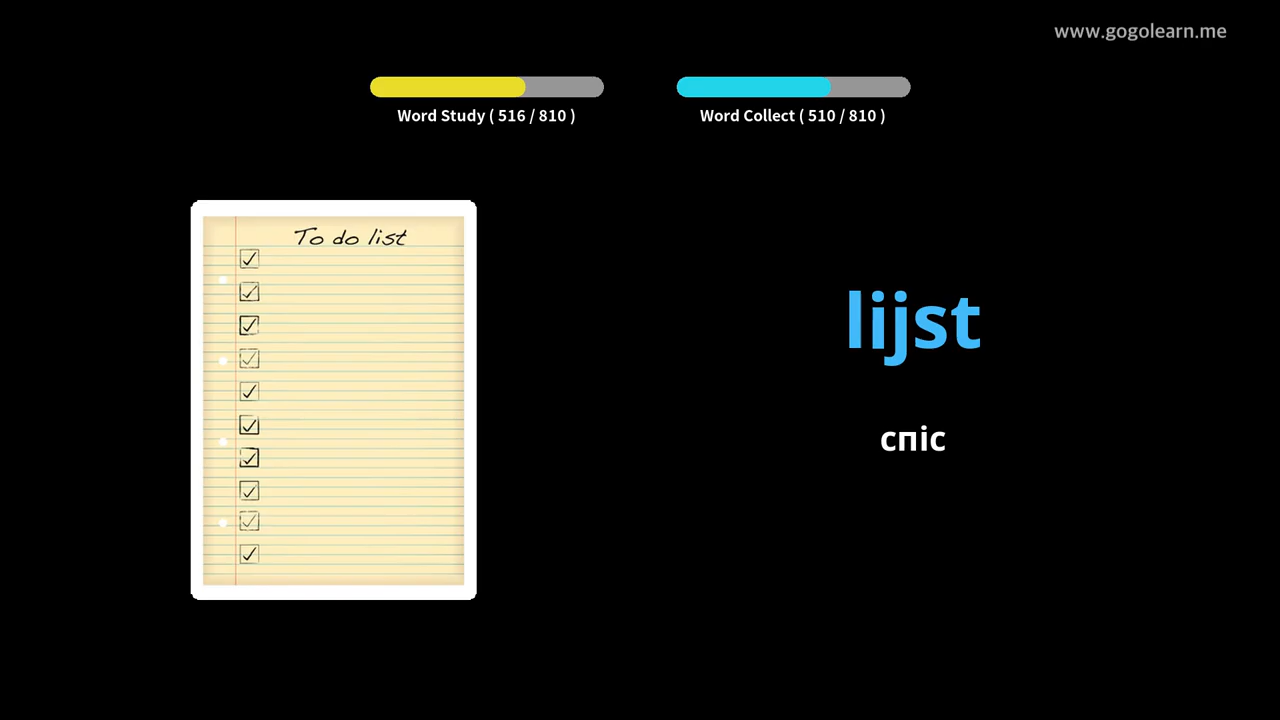 www.gogolearn.me
Word Study ( 516 / 810 )
Word Collect ( 510 / 810 )
To do list
lijst
спіс